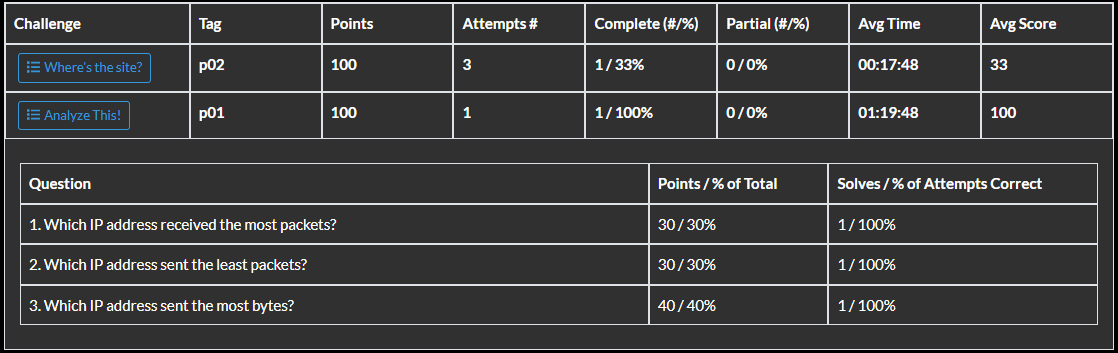 Challenge Tag Points Attempts # Complete (#/%) Partial (#/%) Avg Time Avg Score
Where's the site? p02 100 3 1 / 33% 0 / 0% 00:17:48 33
Analyze This! p01 100 1 1 / 100% 0 / 0% 01:19:48 100
Question Points / % of Total Solves / % of Attempts Correct
1. Which IP address received the most packets? 30 / 30% 1 / 100%
2. Which IP address sent the least packets? 30 / 30% 1 / 100%
3. Which IP address sent the most bytes? 40 / 40% 1 / 100%